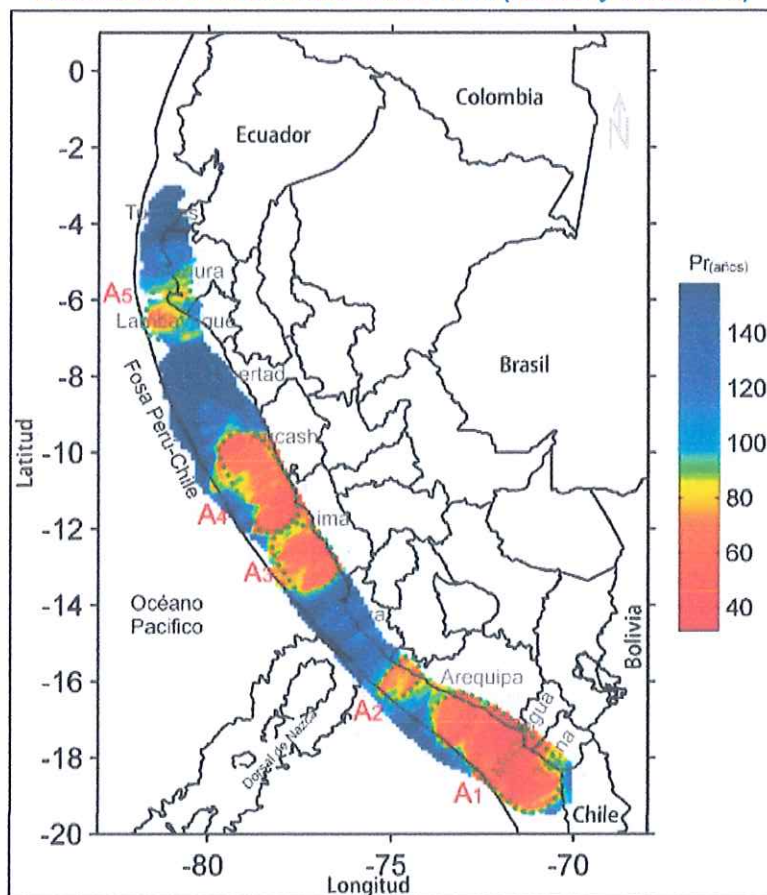 0
-2
-4
-6
-8
-10
-12
-14
-16
-18
-20
Latitud
-80
-75
-70
Longitud
Colombia
Ecuador
Brasil
Bolivia
Chile
N
A5
A4
A3
A2
A1
Fosa Peru-Chile
Océano
Pacifico
Dorsal de Nazca
Arequipa
Pr(años)
140
120
100
80
60
40